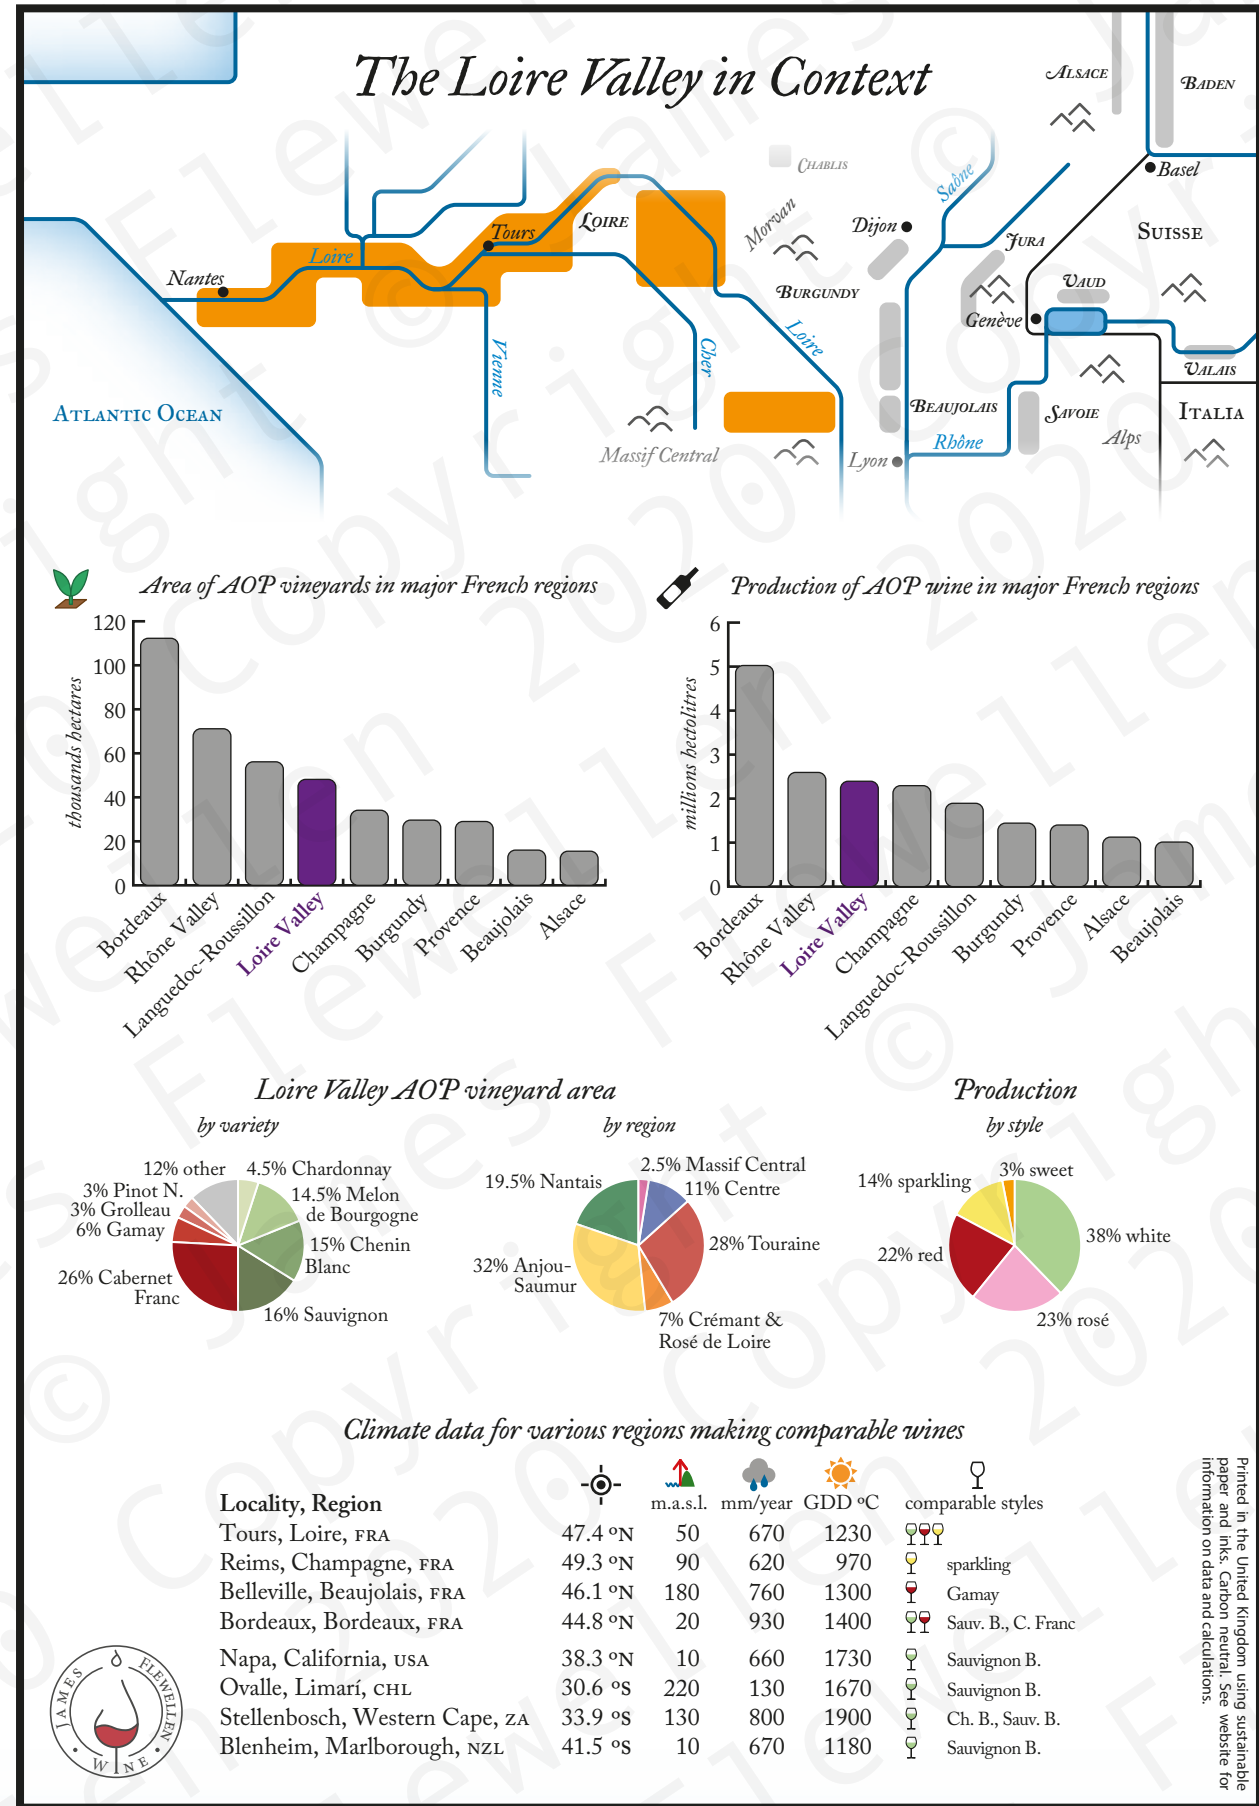 The Loire Valley in Context
ALSACE
BADEN
CHABLIS
Basel
Saône
Morvan
Dijon
LOIRE
Tours
JURA
SUISSE
Loire
Nantes
VAUD
BURGUNDY
Genève
Loire
Vienne
Cher
VALAIS
ATLANTIC OCEAN
BEAUJOLAIS
SAVOIE
ITALIA
Rhône
Alps
Massif Central
Lyon
Area of AOP vineyards in major French regions
thousands hectares
120
100
80
60
40
20
0
Bordeaux
Rhône Valley
Languedoc-Roussillon
Loire Valley
Champagne
Burgundy
Provence
Beaujolais
Alsace
Production of AOP wine in major French regions
millions hectolitres
6
5
4
3
2
1
0
Bordeaux
Rhône Valley
Loire Valley
Champagne
Languedoc-Roussillon
Burgundy
Provence
Alsace
Beaujolais
Loire Valley AOP vineyard area
by variety
12% other
4.5% Chardonnay
3% Pinot N.
14.5% Melon
de Bourgogne
3% Grolleau
6% Gamay
15% Chenin
Blanc
26% Cabernet
Franc
16% Sauvignon
by region
2.5% Massif Central
19.5% Nantais
11% Centre
28% Touraine
32% Anjou-
Saumur
7% Crémant &
Rosé de Loire
Production
by style
3% sweet
14% sparkling
38% white
22% red
23% rosé
Climate data for various regions making comparable wines
Locality, Region m.a.s.l. mm/year GDD ºC comparable styles
Tours, Loire, FRA 47.4 ºN 50 670 1230
Reims, Champagne, FRA 49.3 ºN 90 620 970 sparkling
Belleville, Beaujolais, FRA 46.1 ºN 180 760 1300 Gamay
Bordeaux, Bordeaux, FRA 44.8 ºN 20 930 1400 Sauv. B., C. Franc
Napa, California, USA 38.3 ºN 10 660 1730 Sauvignon B.
Ovalle, Limarí, CHL 30.6 ºS 220 130 1670 Sauvignon B.
Stellenbosch, Western Cape, ZA 33.9 ºS 130 800 1900 Ch. B., Sauv. B.
Blenheim, Marlborough, NZL 41.5 ºS 10 670 1180 Sauvignon B.
JAMES FLEWELLEN
• WINE •
Printed in the United Kingdom using sustainable
paper and inks. Carbon neutral. See website for
information on data and calculations.
© James Flewellen 2020 Copyright